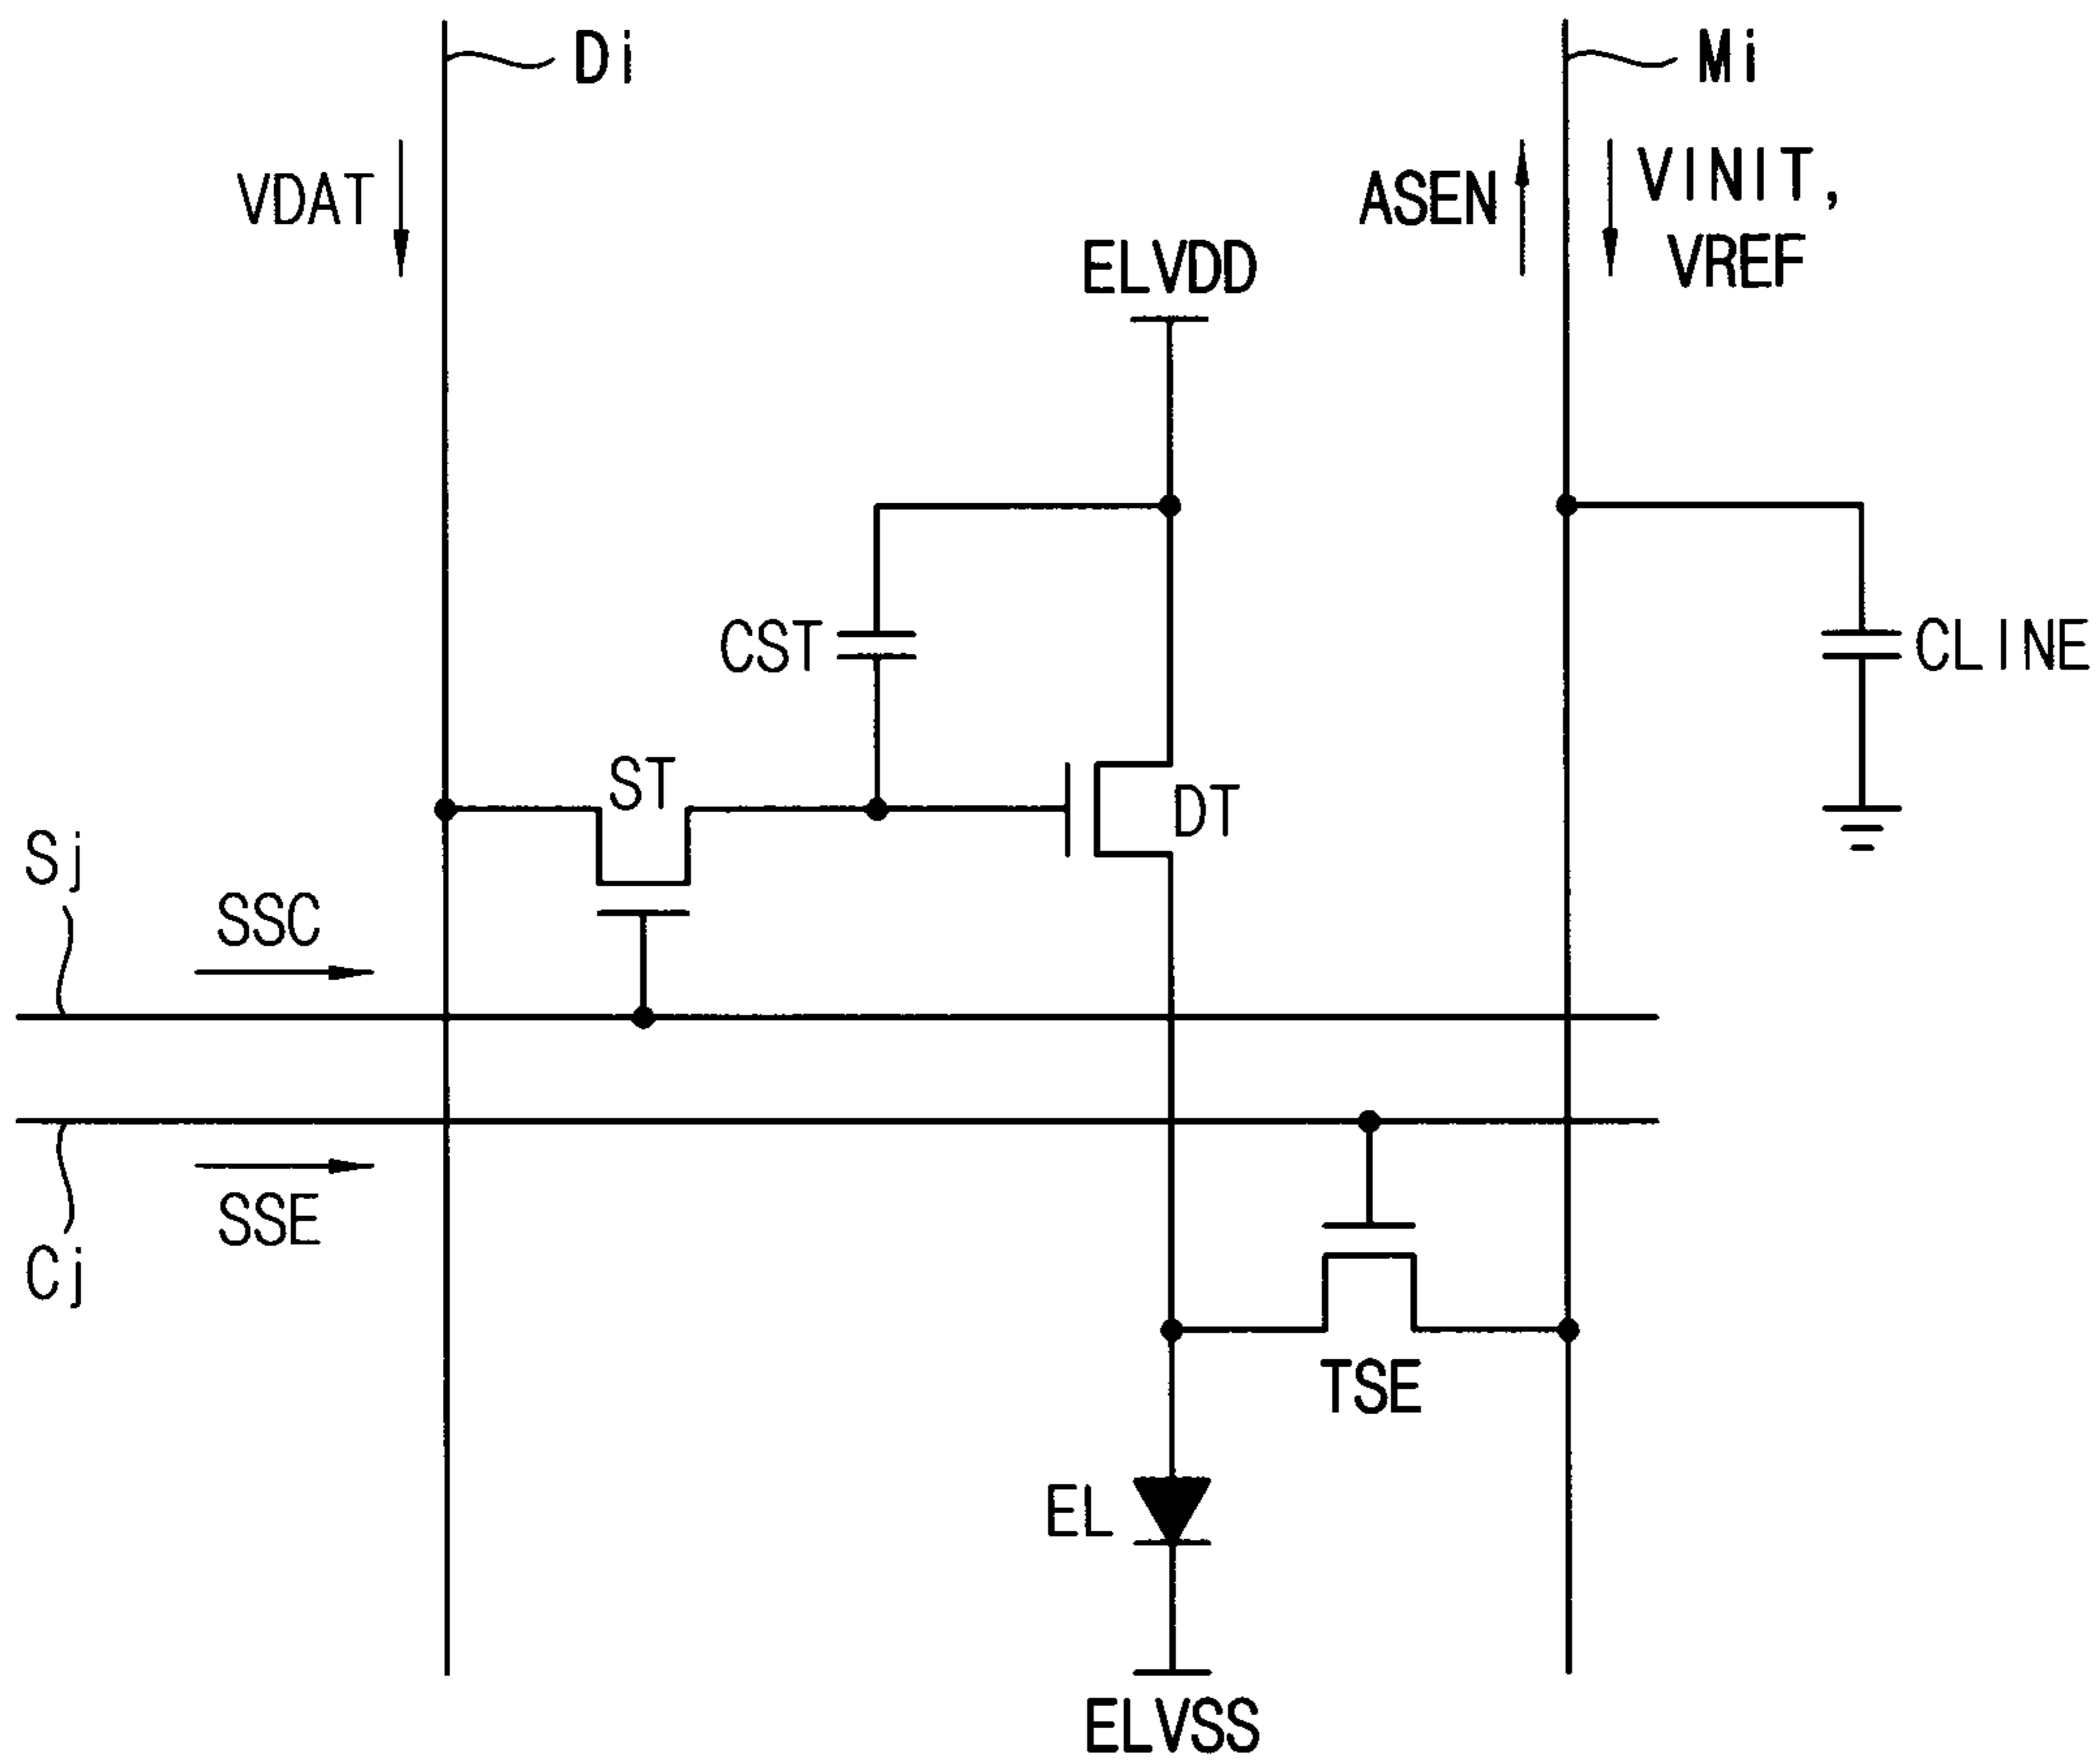 Di
Mi
VDAT
ASEN
VINIT,
VREF
ELVDD
CST
CLINE
ST
DT
Sj
SSC
SSE
Cj
TSE
EL
ELVSS